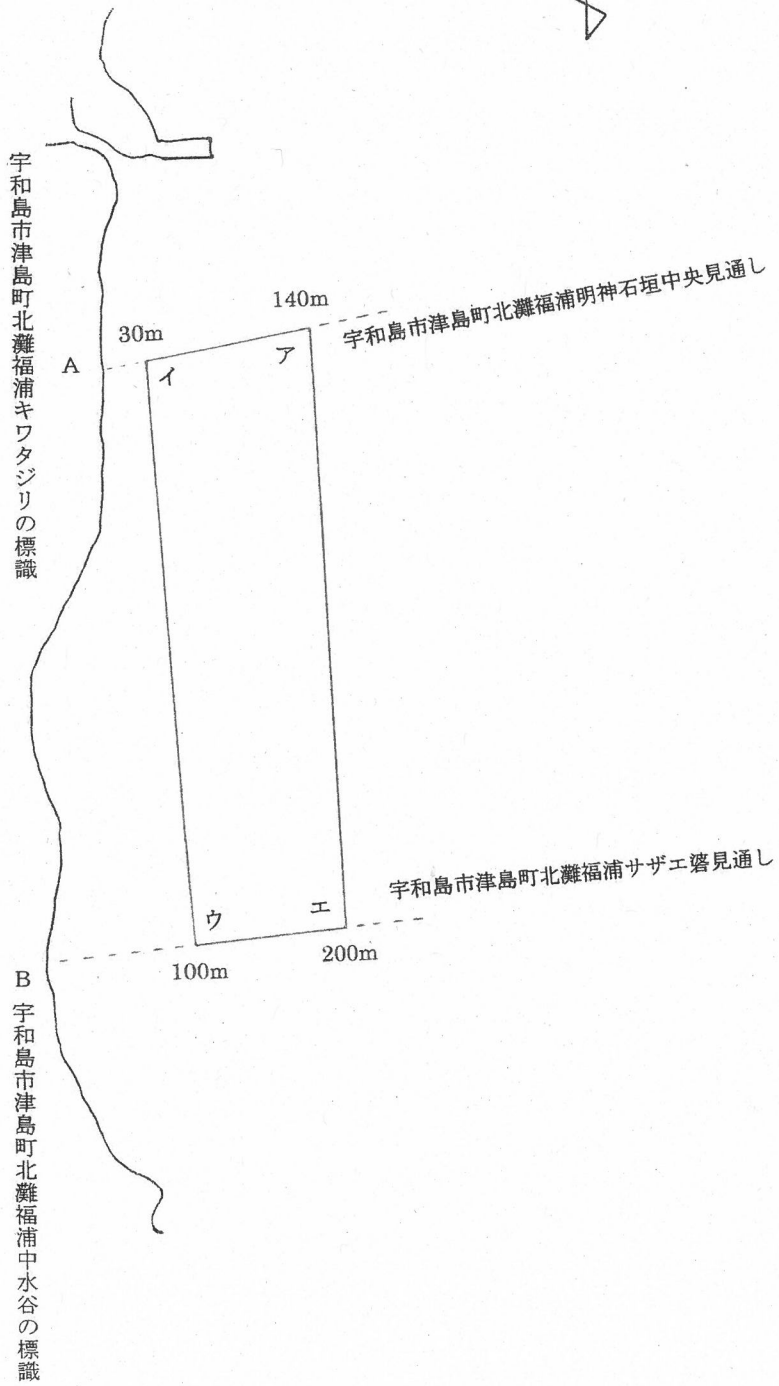 140m
宇和島市津島町北灘福浦明神石垣中央見通し
30m
ア
A
イ
宇和島市津島町北灘福浦キワタジリの標識
宇和島市津島町北灘福浦サザエ碆見通し
ウ
エ
200m
100m
B
宇和島市津島町北灘福浦中水谷の標識